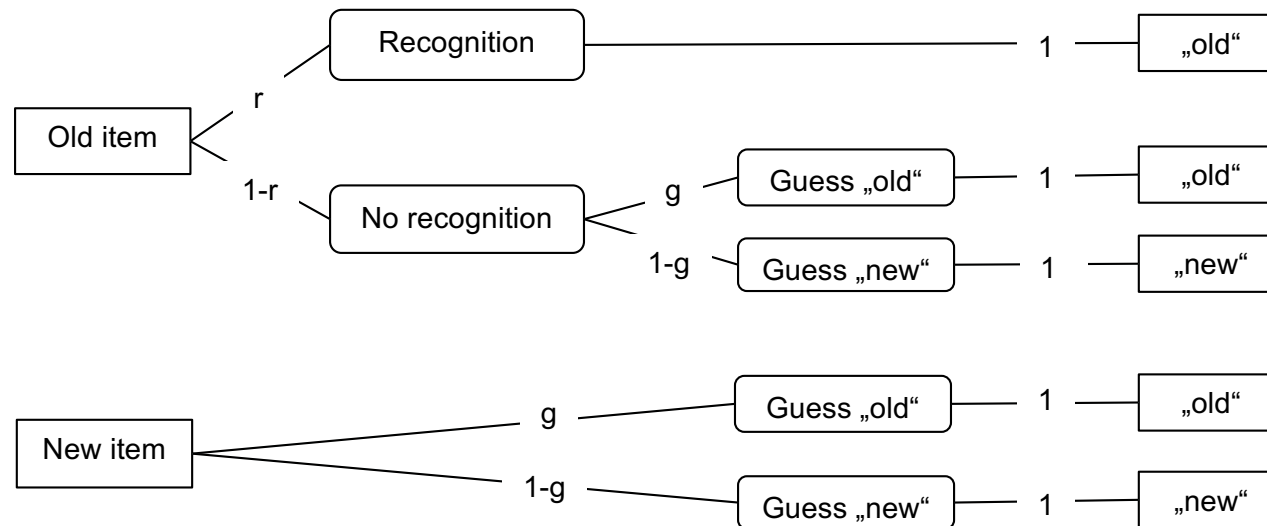 Recognition
1
„old“
r
Old item
1-r
No recognition
g
Guess „old“
1
„old“
1-g
Guess „new“
1
„new“
New item
g
Guess „old“
1
„old“
1-g
Guess „new“
1
„new“